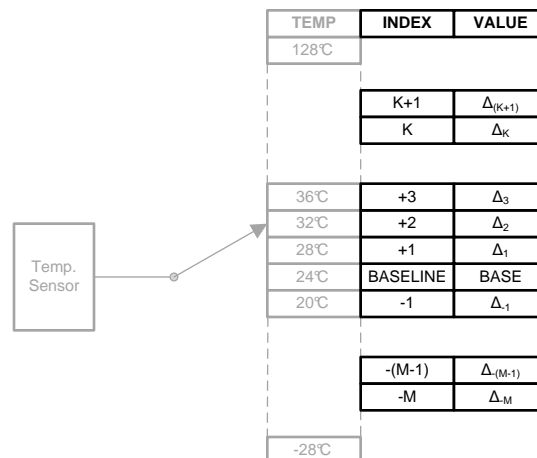 TEMP INDEX VALUE
128℃
K+1 Δ(K+1)
K ΔK
36℃ +3 Δ3
32℃ +2 Δ2
28℃ +1 Δ1
Temp.
Sensor
24℃ BASELINE BASE
20℃ -1 Δ-1
-(M-1) Δ-(M-1)
-M Δ-M
-28℃